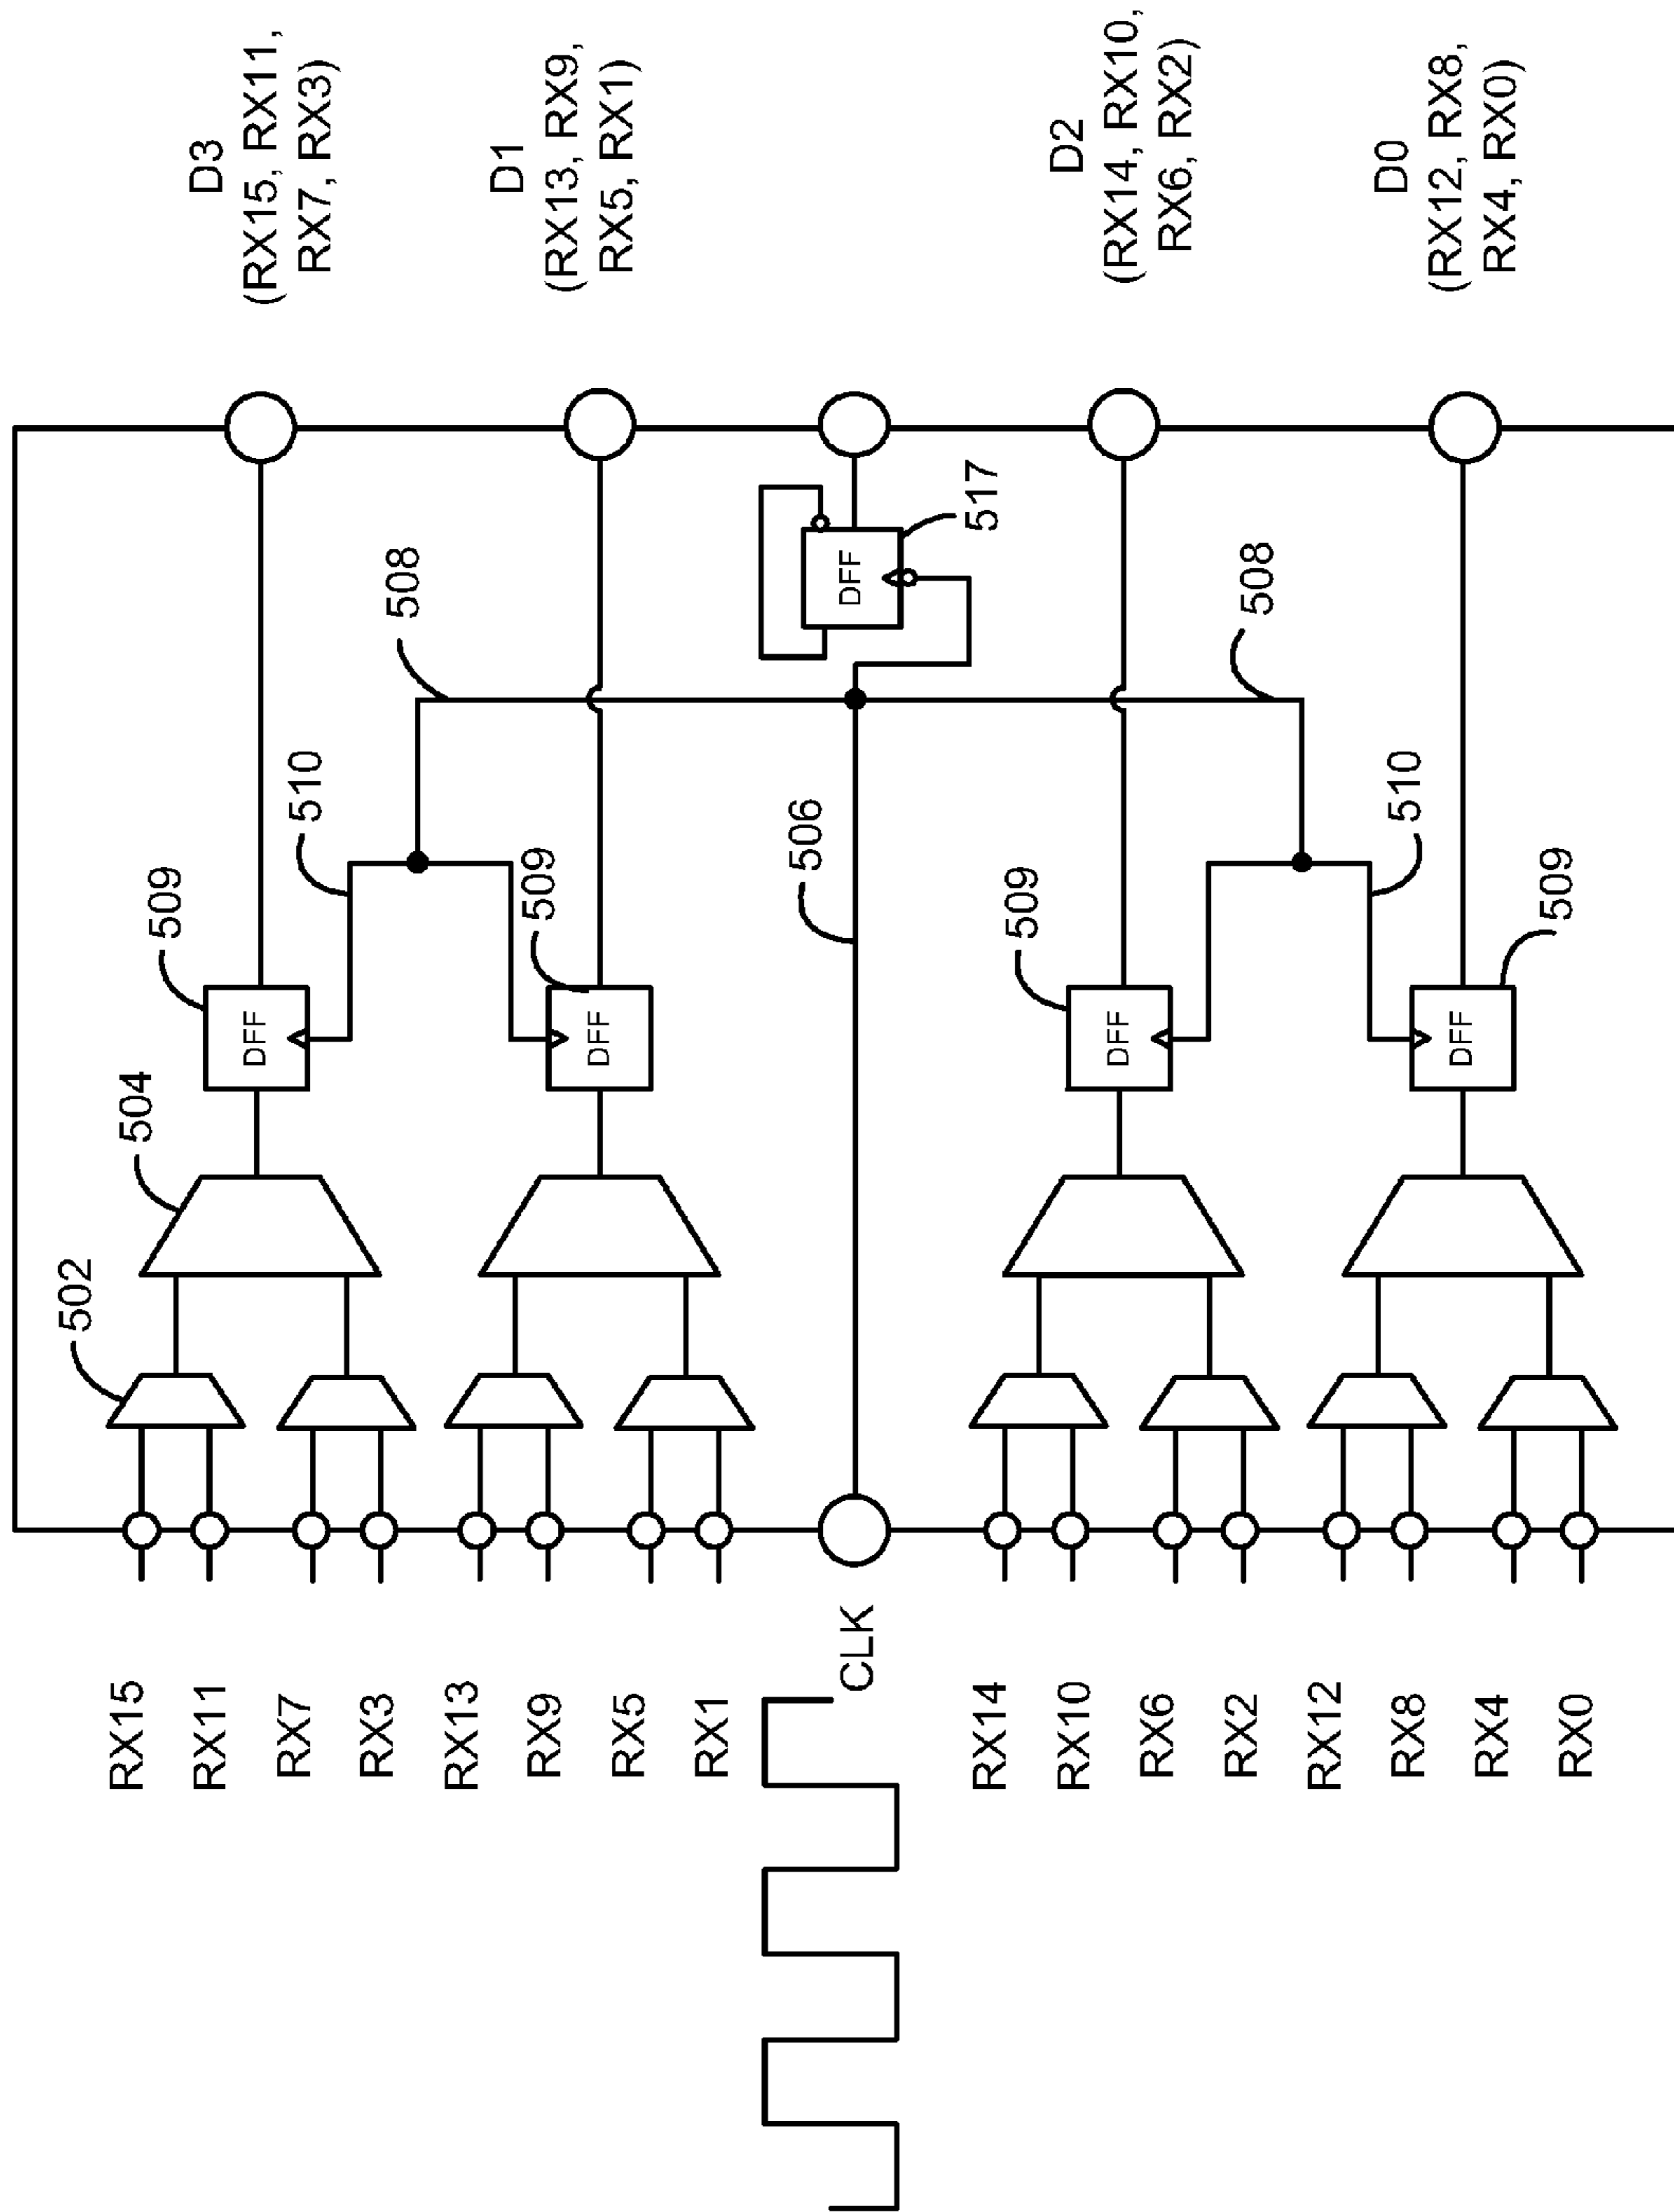 D3
(RX15, RX11,
RX7, RX3)
D1
(RX13, RX9,
RX5, RX1)
D2
(RX14, RX10,
RX6, RX2)
D0
(RX12, RX8,
RX4, RX0)
517
DFF
508
508
510
510
506
509
509
509
509
DFF
DFF
DFF
DFF
504
502
CLK
RX15
RX11
RX7
RX3
RX13
RX9
RX5
RX1
RX14
RX10
RX6
RX2
RX12
RX8
RX4
RX0